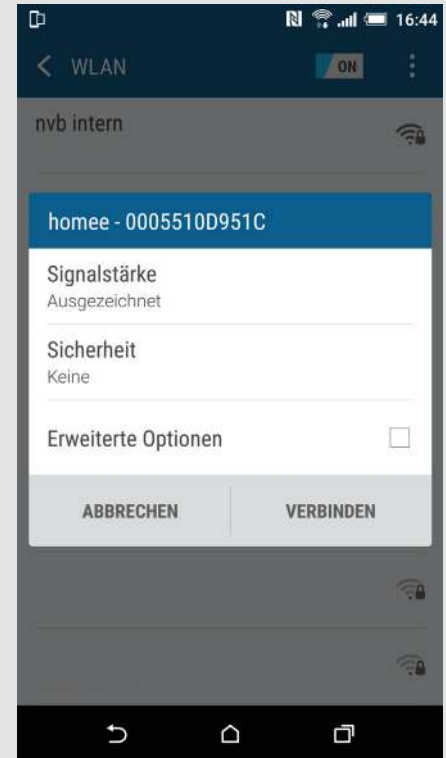 16:44
WLAN
ON
nvb intern
homee - 0005510D951C
Signalstärke
Ausgezeichnet
Sicherheit
Keine
Erweiterte Optionen
ABBRECHEN VERBINDEN